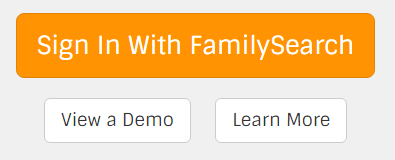 Sign In With FamilySearch
View a Demo Learn More